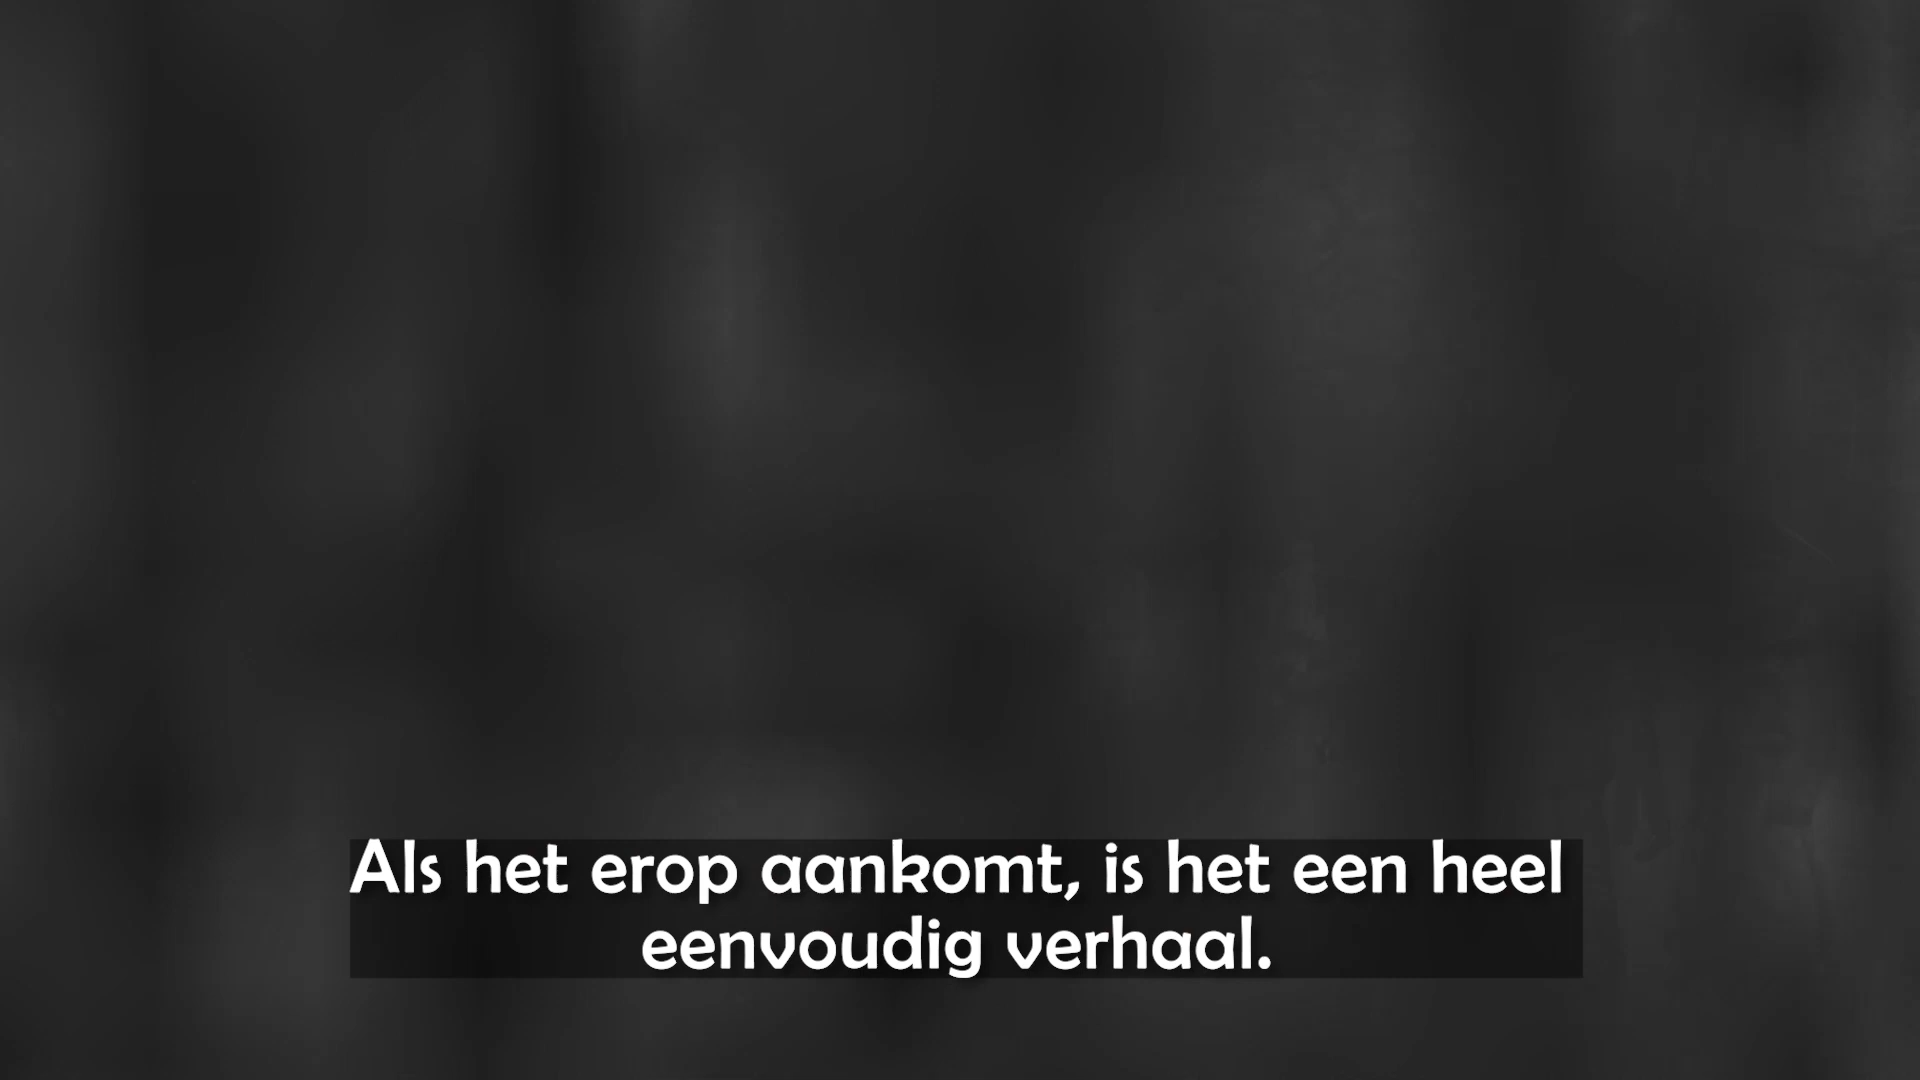 Als het erop aankomt, is het een heel
eenvoudig verhaal.